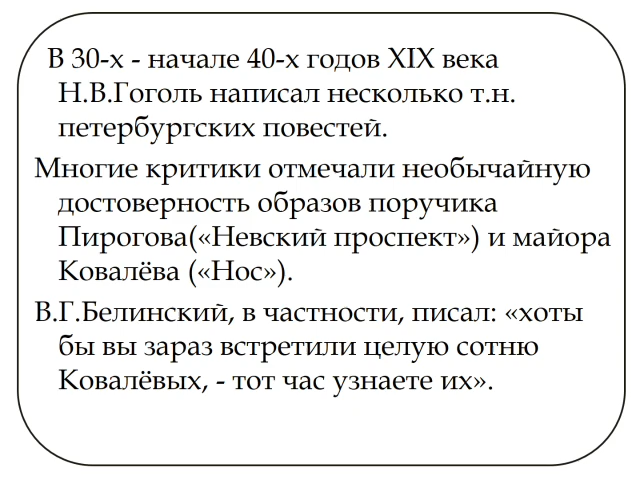 В 30-х - начале 40-х годов XIX века
Н.В.Гоголь написал несколько т.н.
петербургских повестей.
Многие критики отмечали необычайную
достоверность образов поручика
Пирогова(«Невский проспект») и майора
Ковалёва («Нос»).
В.Г.Белинский, в частности, писал: «хоты
бы вы зараз встретили целую сотню
Ковалёвых, - тот час узнаете их».